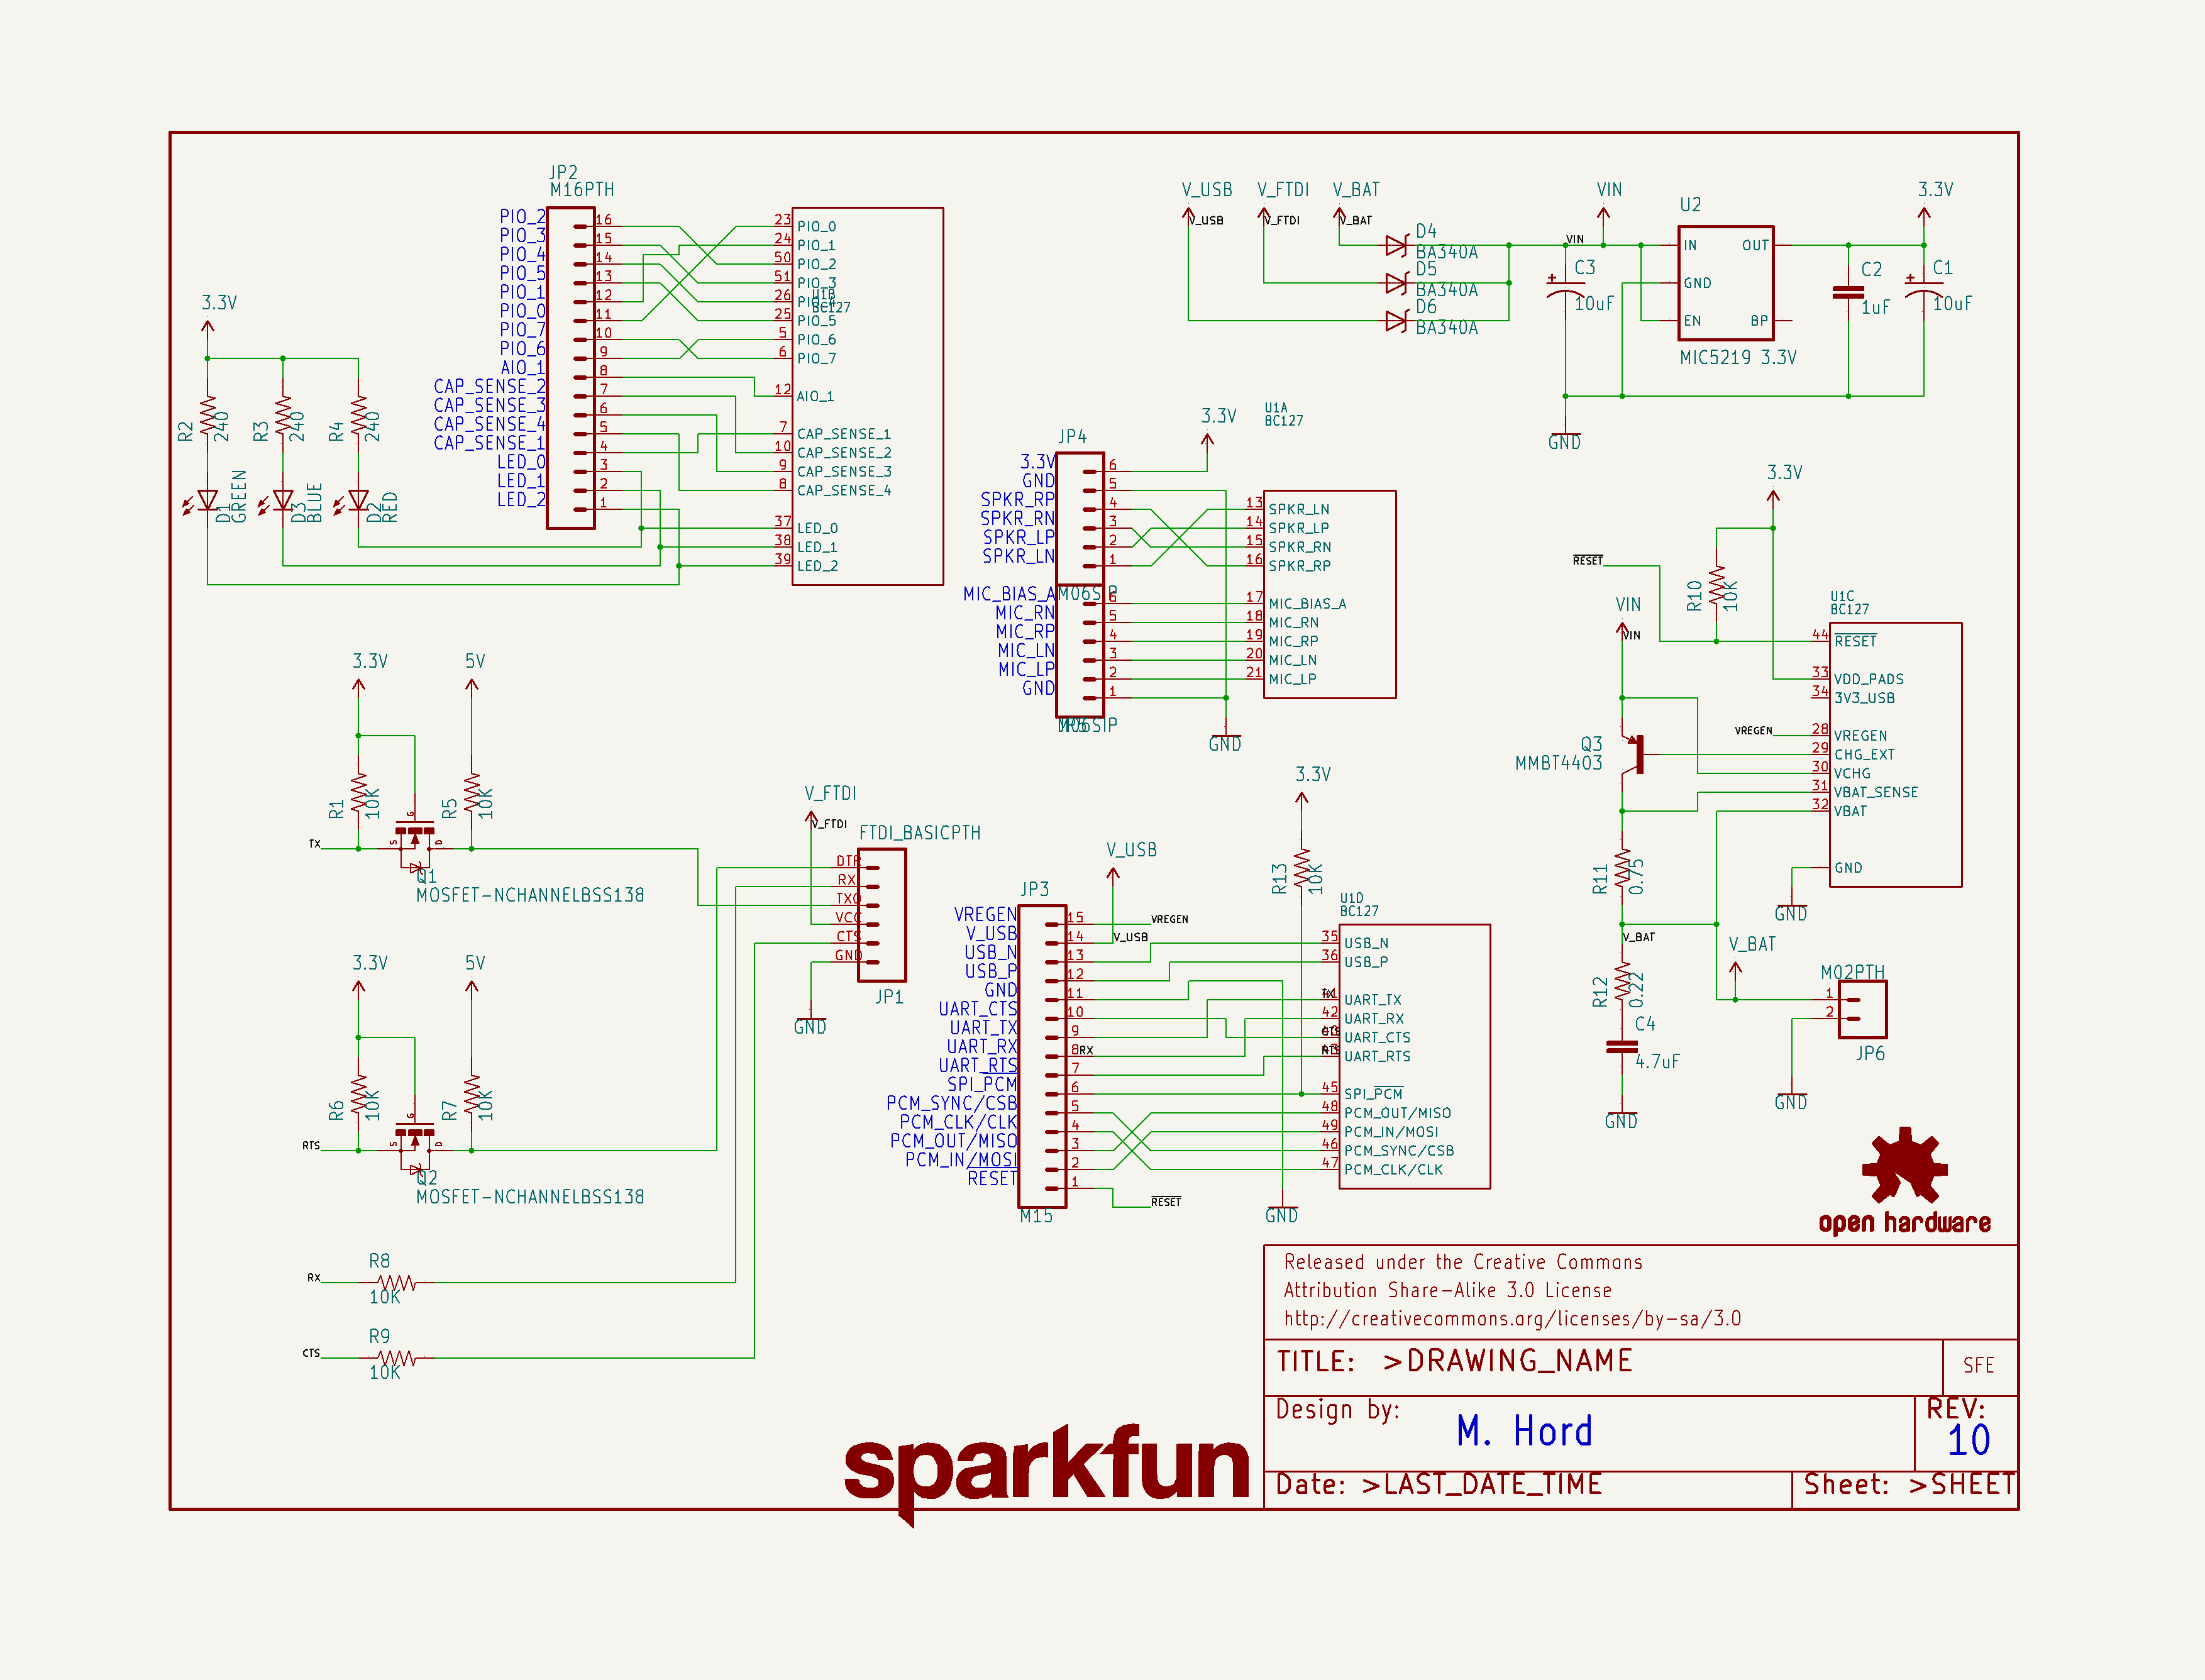 JP2
M16PTH
PIO_2
PIO_3
PIO_4
PIO_5
PIO_1
PIO_0
PIO_7
PIO_6
AIO_1
CAP_SENSE_2
CAP_SENSE_3
CAP_SENSE_4
CAP_SENSE_1
LED_0
LED_1
LED_2
16
15
14
13
12
11
10
9
8
7
6
5
4
3
2
1
23 PIO_0
24 PIO_1
50 PIO_2
51 PIO_3
26 PIO_4
25 PIO_5
5 PIO_6
6 PIO_7
12 AIO_1
7 CAP_SENSE_1
10 CAP_SENSE_2
9 CAP_SENSE_3
8 CAP_SENSE_4
37 LED_0
38 LED_1
39 LED_2
U1B
BC127
3.3V
R2 240
R3 240
R4 240
D1 GREEN
D3 BLUE
D2 RED
V_USB V_FTDI V_BAT
V_USB V_FTDI V_BAT
D4
BA340A
D5
BA340A
D6
BA340A
VIN
VIN
C3
10uF
U2
IN OUT
GND
EN BP
MIC5219 3.3V
3.3V
C2
1uF
C1
10uF
GND
3.3V
U1A
BC127
JP4
3.3V 6
GND 5
SPKR_RP 4
SPKR_RN 3
SPKR_LP 2
SPKR_LN 1
M06SIP
MIC_BIAS_A 6
MIC_RN 5
MIC_RP 4
MIC_LN 3
MIC_LP 2
GND 1
M06SIP
13 SPKR_LN
14 SPKR_LP
15 SPKR_RN
16 SPKR_RP
17 MIC_BIAS_A
18 MIC_RN
19 MIC_RP
20 MIC_LN
21 MIC_LP
GND
3.3V
RESET
R10 10K
VIN
VIN
U1C
BC127
44 RESET
33 VDD_PADS
34 3V3_USB
VREGEN 28 VREGEN
29 CHG_EXT
30 VCHG
31 VBAT_SENSE
32 VBAT
GND
GND
Q3
MMBT4403
R11 0.75
V_BAT
V_BAT
R12 0.22
C4
4.7uF
GND
M02PTH
1
2
JP6
GND
3.3V 5V
R1 10K
R5 10K
TX
S G D
Q1
MOSFET-NCHANNELBSS138
3.3V 5V
R6 10K
R7 10K
RTS
S G D
Q2
MOSFET-NCHANNELBSS138
RX
R8
10K
CTS
R9
10K
V_FTDI
V_FTDI
FTDI_BASICPTH
DTR
RX
TXO
VCC
CTS
GND
JP1
GND
V_USB
JP3
VREGEN 15 VREGEN
V_USB 14 V_USB
USB_N 13
USB_P 12
GND 11
UART_CTS 10
UART_TX 9
UART_RX 8 RX
UART_RTS 7
SPI_PCM 6
PCM_SYNC/CSB 5
PCM_CLK/CLK 4
PCM_OUT/MISO 3
PCM_IN/MOSI 2
RESET 1
RESET
M15
3.3V
R13 10K
U1D
BC127
35 USB_N
36 USB_P
TX UART_TX
42 UART_RX
CTS UART_CTS
RTS UART_RTS
45 SPI_PCM
48 PCM_OUT/MISO
49 PCM_IN/MOSI
46 PCM_SYNC/CSB
47 PCM_CLK/CLK
GND
open hardware
Released under the Creative Commons
Attribution Share-Alike 3.0 License
http://creativecommons.org/licenses/by-sa/3.0
TITLE: >DRAWING_NAME
SFE
Design by: M. Hord
REV: 10
Date: >LAST_DATE_TIME
Sheet: >SHEET
sparkfun